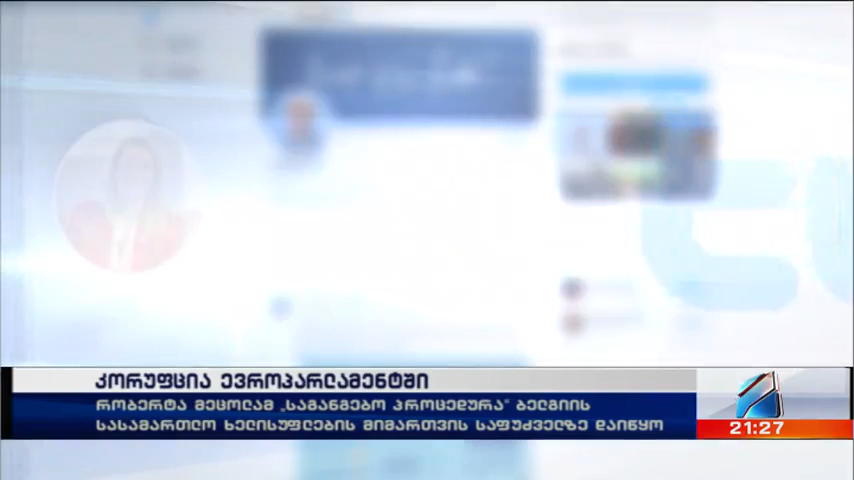 კორუფცია ევროპარლამენტში
რობერტა მეცოლამ „საგანგებო პროცედურა“ ბელგიის
სასამართლო ხელისუფლების მიმართვის საფუძველზე დაიწყო
21:27